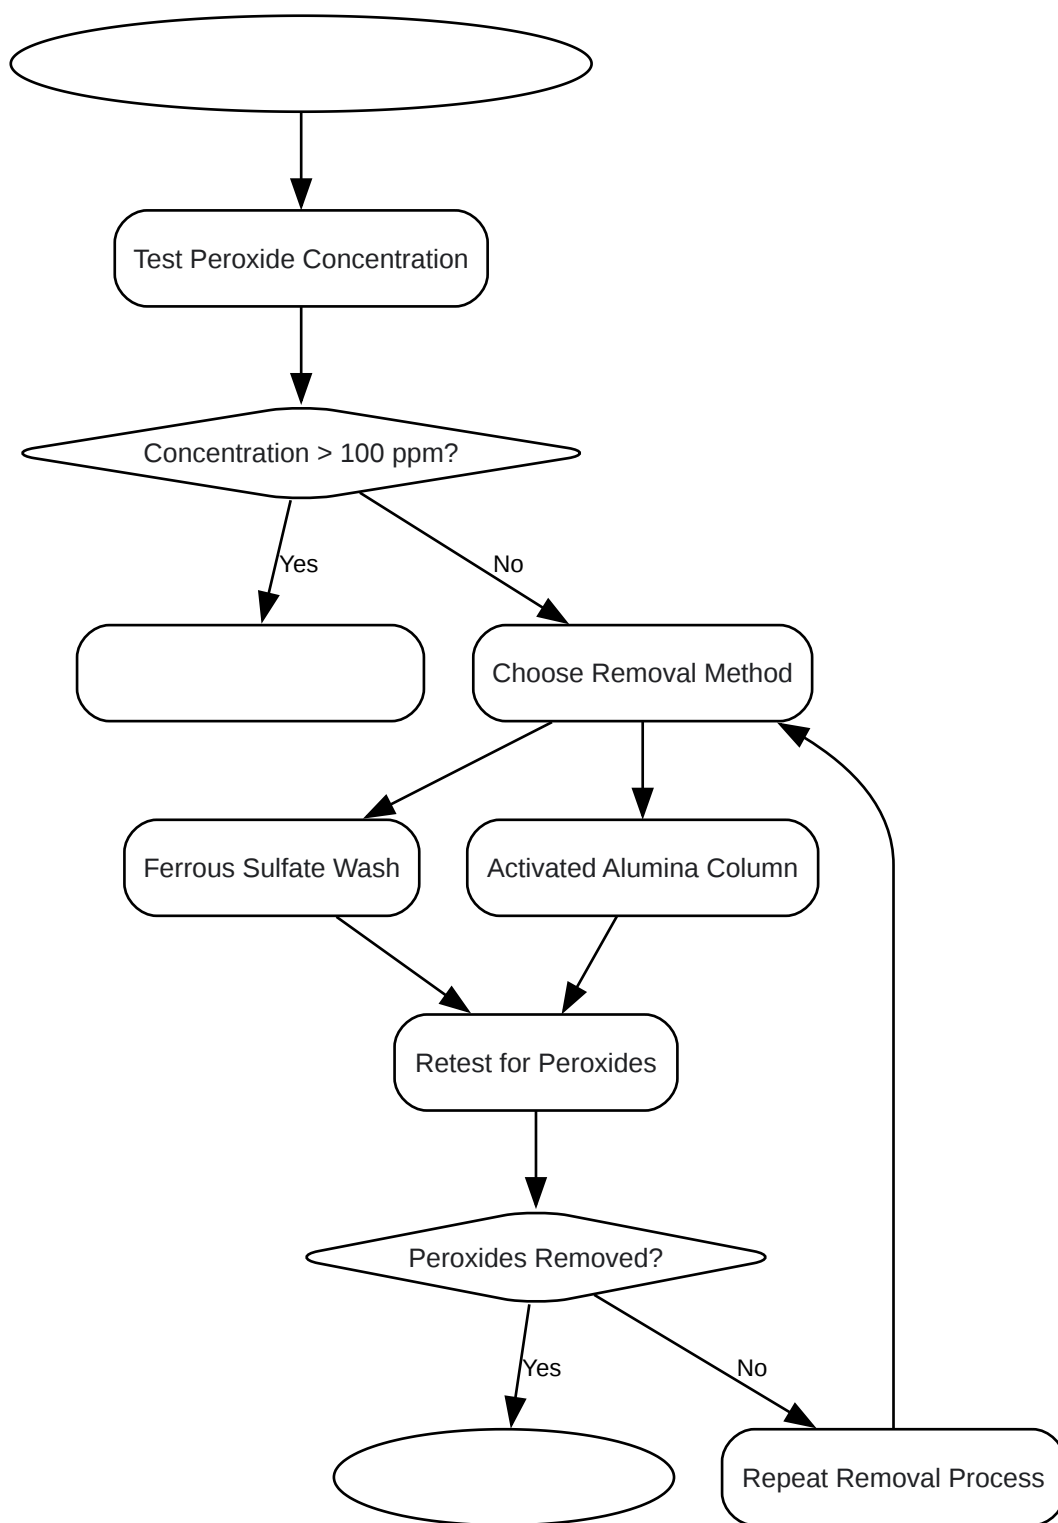 Test Peroxide Concentration
Concentration > 100 ppm?
Yes
No
Choose Removal Method
Ferrous Sulfate Wash
Activated Alumina Column
Retest for Peroxides
Peroxides Removed?
Yes
No
Repeat Removal Process